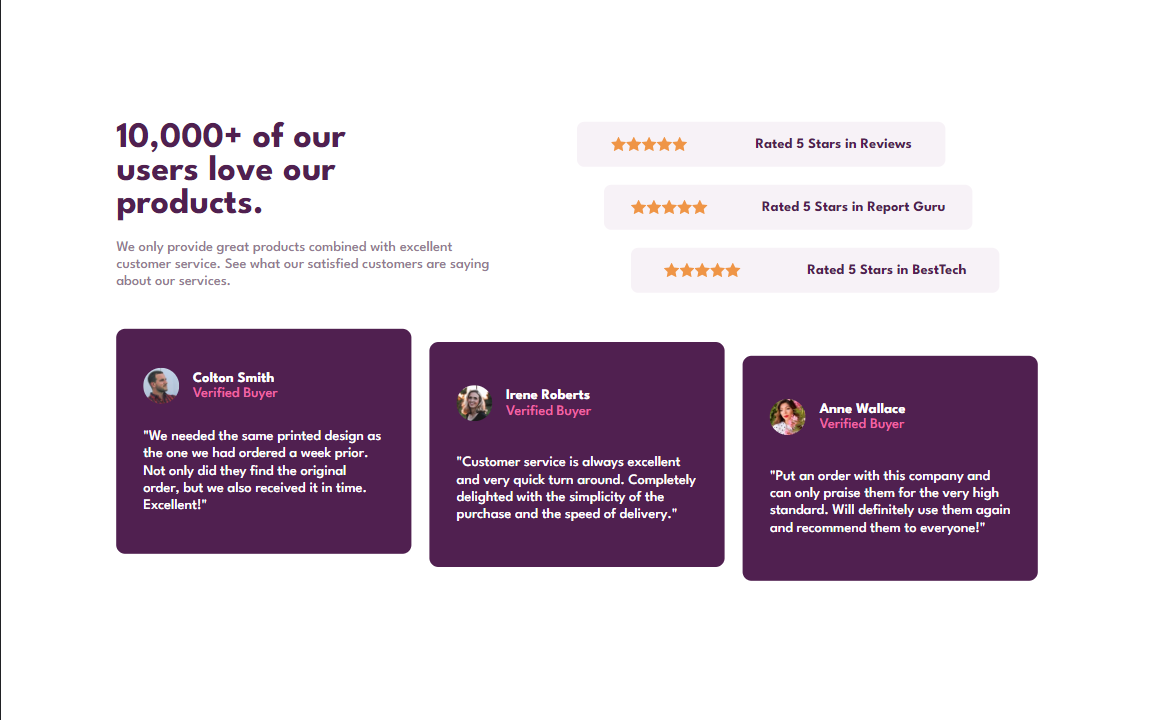 10,000+ of our
users love our
products.
We only provide great products combined with excellent
customer service. See what our satisfied customers are saying
about our services.
Rated 5 Stars in Reviews
Rated 5 Stars in Report Guru
Rated 5 Stars in BestTech
Colton Smith
Verified Buyer
"We needed the same printed design as
the one we had ordered a week prior.
Not only did they find the original
order, but we also received it in time.
Excellent!"
Irene Roberts
Verified Buyer
"Customer service is always excellent
and very quick turn around. Completely
delighted with the simplicity of the
purchase and the speed of delivery."
Anne Wallace
Verified Buyer
"Put an order with this company and
can only praise them for the very high
standard. Will definitely use them again
and recommend them to everyone!"